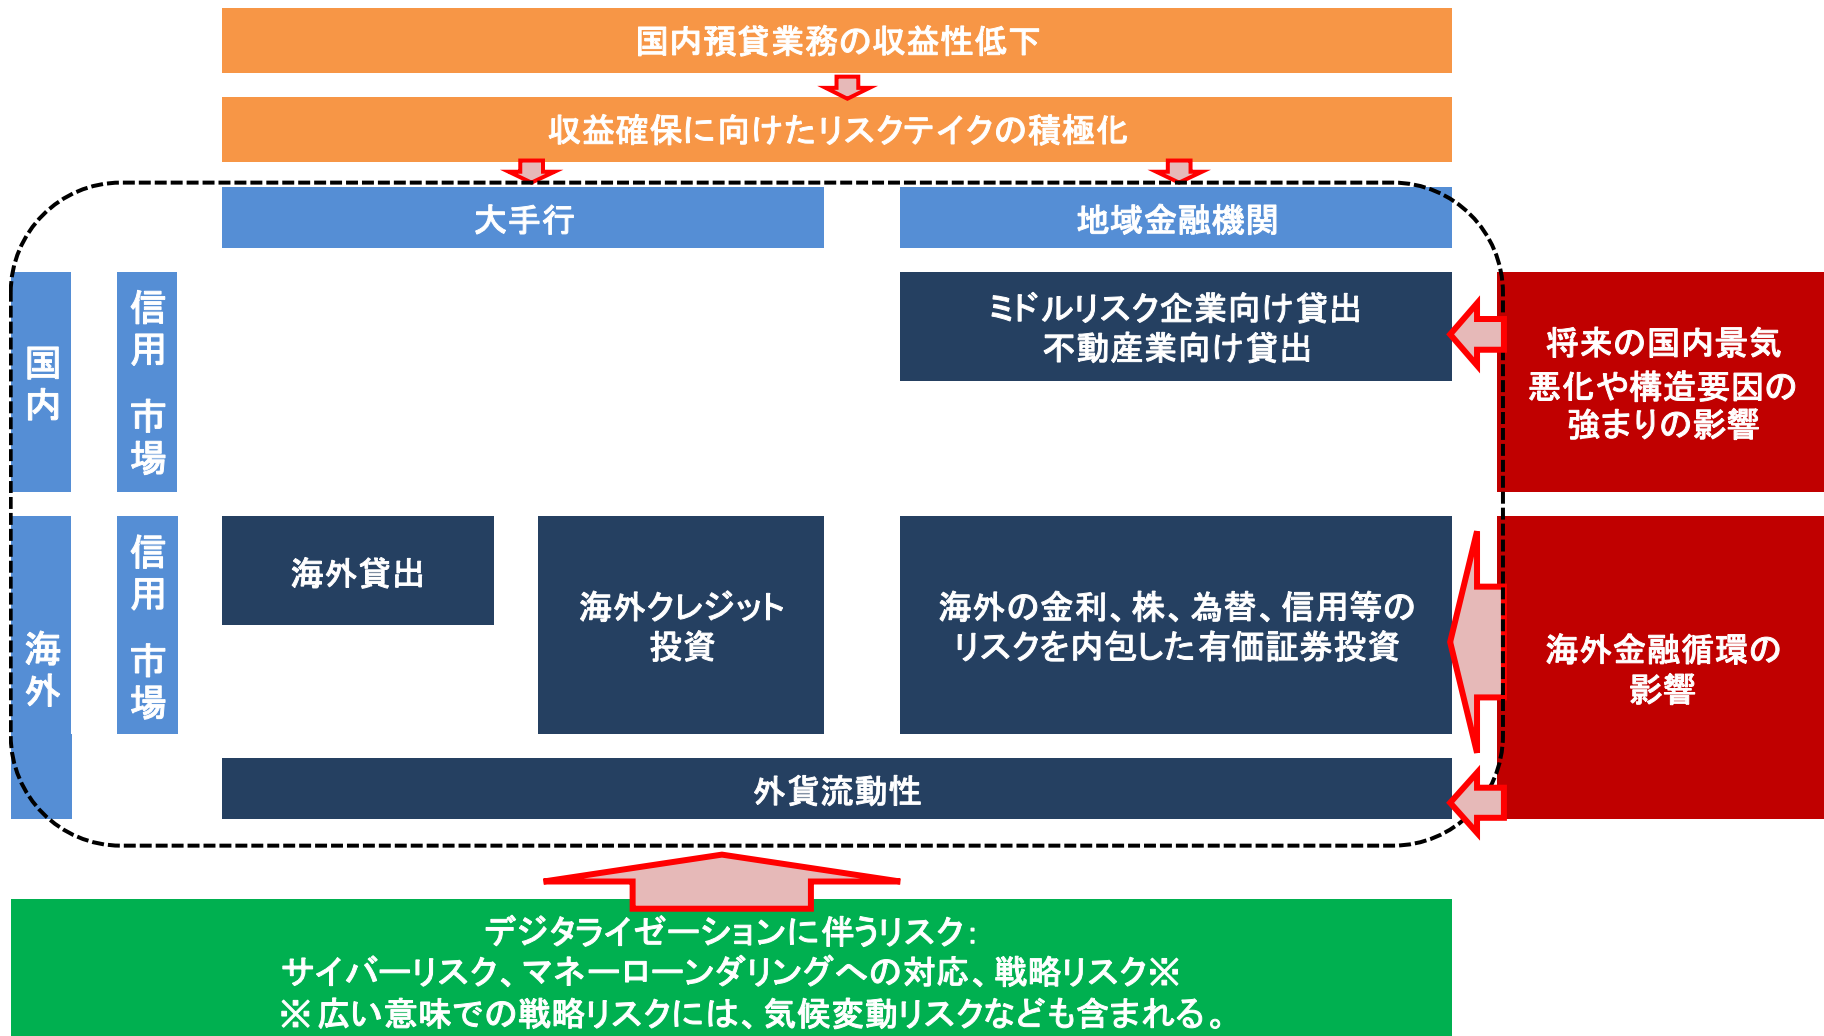 国内預貸業務の収益性低下
収益確保に向けたリスクテイクの積極化
大手行
地域金融機関
国内
信用
市場
ミドルリスク企業向け貸出
不動産業向け貸出
将来の国内景気
悪化や構造要因の
強まりの影響
海外
信用
市場
海外貸出
海外クレジット
投資
海外の金利、株、為替、信用等の
リスクを内包した有価証券投資
海外金融循環の
影響
外貨流動性
デジタライゼーションに伴うリスク：
サイバーリスク、マネーローンダリングへの対応、戦略リスク※
※広い意味での戦略リスクには、気候変動リスクなども含まれる。